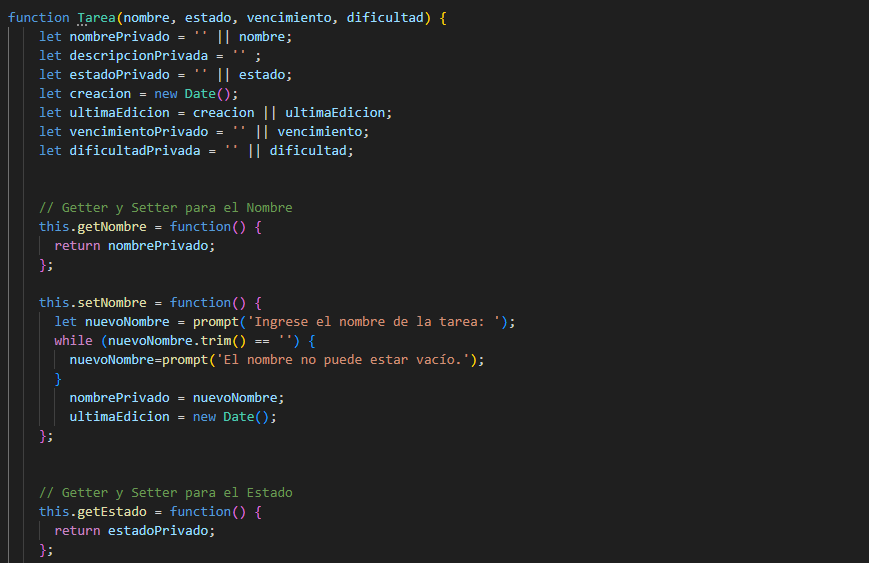 function Tarea(nombre, estado, vencimiento, dificultad) {
let nombrePrivado = '' || nombre;
let descripcionPrivada = '' ;
let estadoPrivado = '' || estado;
let creacion = new Date();
let ultimaEdicion = creacion || ultimaEdicion;
let vencimientoPrivado = '' || vencimiento;
let dificultadPrivada = '' || dificultad;
// Getter y Setter para el Nombre
this.getNombre = function() {
return nombrePrivado;
};
this.setNombre = function() {
let nuevoNombre = prompt('Ingrese el nombre de la tarea: ');
while (nuevoNombre.trim() == '') {
nuevoNombre=prompt('El nombre no puede estar vacío.');
}
nombrePrivado = nuevoNombre;
ultimaEdicion = new Date();
};
// Getter y Setter para el Estado
this.getEstado = function() {
return estadoPrivado;
};